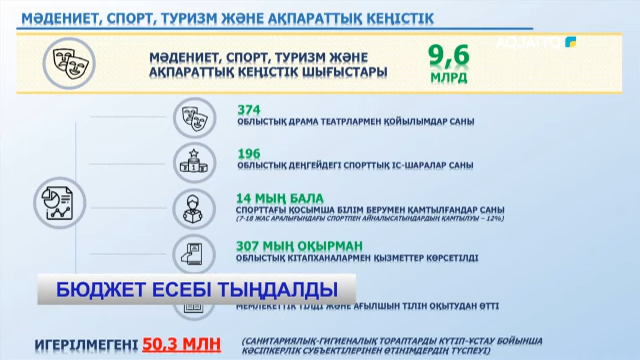 МӘДЕНИЕТ, СПОРТ, ТУРИЗМ ЖӘНЕ АҚПАРАТТЫҚ КЕҢІСТІК
МӘДЕНИЕТ, СПОРТ, ТУРИЗМ ЖӘНЕ
АҚПАРАТТЫҚ КЕҢІСТІК ШЫҒЫСТАРЫ
9,6
МЛРД
374
ОБЛЫСТЫҚ ДРАМА ТЕАТРЛАРМЕН ҚОЙЫЛЫМДАР САНЫ
196
ОБЛЫСТЫҚ ДЕҢГЕЙДЕГІ СПОРТТЫҚ ІС-ШАРАЛАР САНЫ
14 МЫҢ БАЛА
СПОРТТАҒЫ ҚОСЫМША БІЛІМ БЕРУМЕН ҚАМТЫЛҒАНДАР САНЫ
(7-18 ЖАС АРАЛЫҒЫНДАҒЫ СПОРТПЕН АЙНАЛЫСАТЫНДАРДЫҢ ҚАМТЫЛУЫ – 12%)
307 МЫҢ ОҚЫРМАН
ОБЛЫСТЫҚ КІТАПХАНАЛАРМЕН ҚЫЗМЕТТЕР КӨРСЕТІЛДІ
БЮДЖЕТ ЕСЕБІ ТЫҢДАЛДЫ
МЕМЛЕКЕТТІК ТІЛДІ ЖӘНЕ АҒЫЛШЫН ТІЛІН ОҚЫТУДАН ӨТТІ
ИГЕРІЛМЕГЕНІ 50,3 МЛН
(САНИТАРИЯЛЫҚ-ГИГИЕНАЛЫҚ ТОРАПТАРДЫ КҮТІП-ҰСТАУ БОЙЫНША
КӘСІПКЕРЛІК СУБЪЕКТІЛЕРІНЕН ӨТІНІМДЕРДІҢ ТҮСПЕУІ)